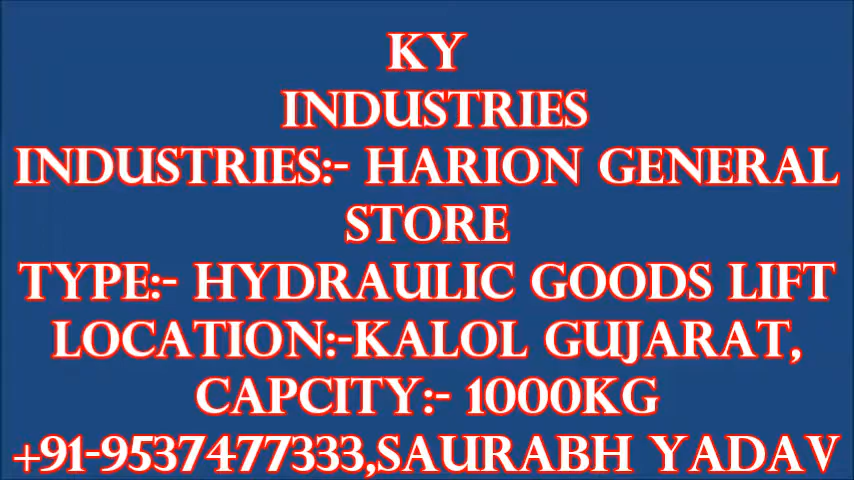 KY
INDUSTRIES
INDUSTRIES:- HARION GENERAL
STORE
TYPE:- HYDRAULIC GOODS LIFT
LOCATION:-KALOL GUJARAT,
CAPCITY:- 1000KG
+91-9537477333,SAURABH YADAV